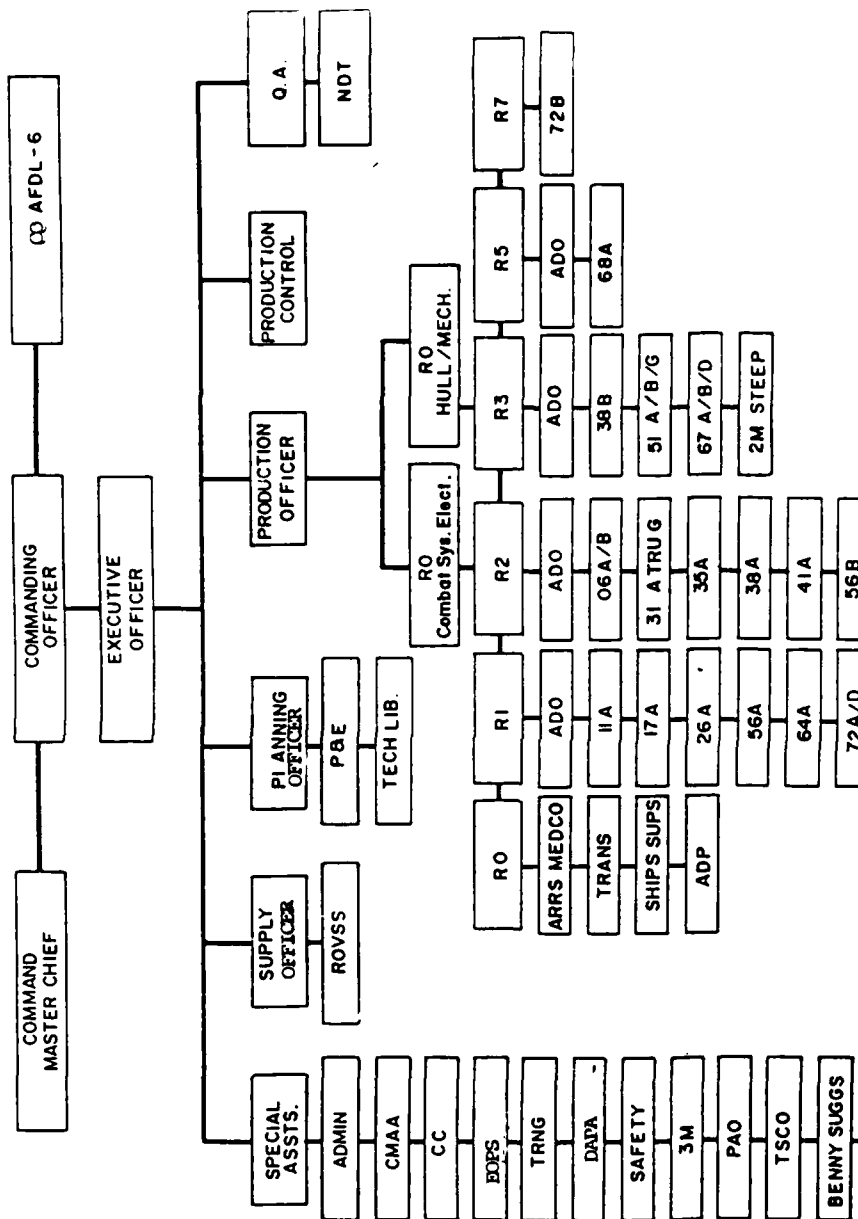 COMMAND
MASTER CHIEF
COMMANDING
OFFICER
AFDL-6
EXECUTIVE
OFFICER
SPECIAL
ASSTS.
ADMIN
CMAA
CC
EOPS
TRNG
DAPA
SAFETY
3M
PAO
TSCO
BENNY SUGGS
SUPPLY
OFFICER
ROVSS
PLANNING
OFFICER
P&E
TECH LIB.
PRODUCTION
OFFICER
PRODUCTION
CONTROL
Q.A.
NDT
RO
Combat Sys. Elect.
RO
HULL/MECH.
RO
ARRS MEDCO
TRANS
SHIPS SUPS
ADP
R1
ADO
11A
17A
26A
56A
64A
72A/D
R2
ADO
06A/B
31 ATRUG
35A
38A
41A
56B
R3
ADO
38B
51 A/B/G
67 A/B/D
2M STEEP
R5
ADO
68A
R7
72B